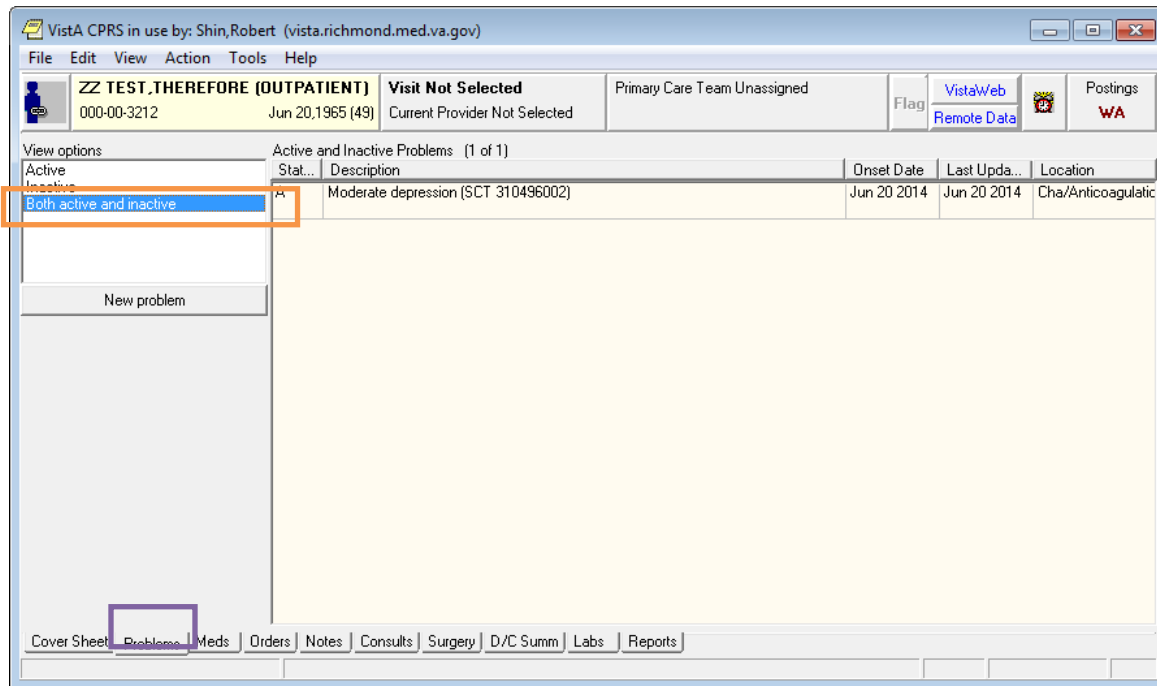 VistA CPRS in use by: Shin,Robert (vista.richmond.med.va.gov)
File Edit View Action Tools Help
ZZ TEST,THEREFORE (OUTPATIENT) Visit Not Selected Primary Care Team Unassigned Flag VistaWeb Postings
000-00-3212 Jun 20,1965 (49) Current Provider Not Selected Remote Data WA
View options Active and Inactive Problems (1 of 1)
Active Stat... Description Onset Date Last Upda... Location
Inactive A Moderate depression (SCT 310496002) Jun 20 2014 Jun 20 2014 Cha/Anticoagulatic
Both active and inactive
New problem
Cover Sheet Problems Meds Orders Notes Consults Surgery D/C Summ Labs Reports